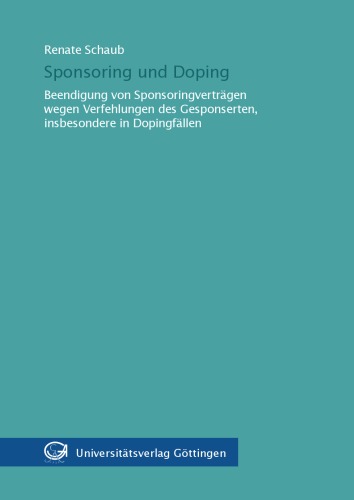 Renate Schaub
Sponsoring und Doping
Beendigung von Sponsoringverträgen
wegen Verfehlungen des Gesponserten,
insbesondere in Dopingfällen
Universitätsverlag Göttingen